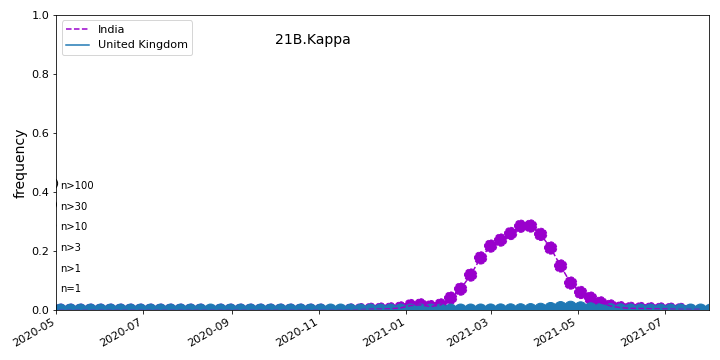 India
United Kingdom
21B.Kappa
frequency
1.0
0.8
0.6
0.4
0.2
0.0
n>100
n>30
n>10
n>3
n>1
n=1
2020-05
2020-07
2020-09
2020-11
2021-01
2021-03
2021-05
2021-07